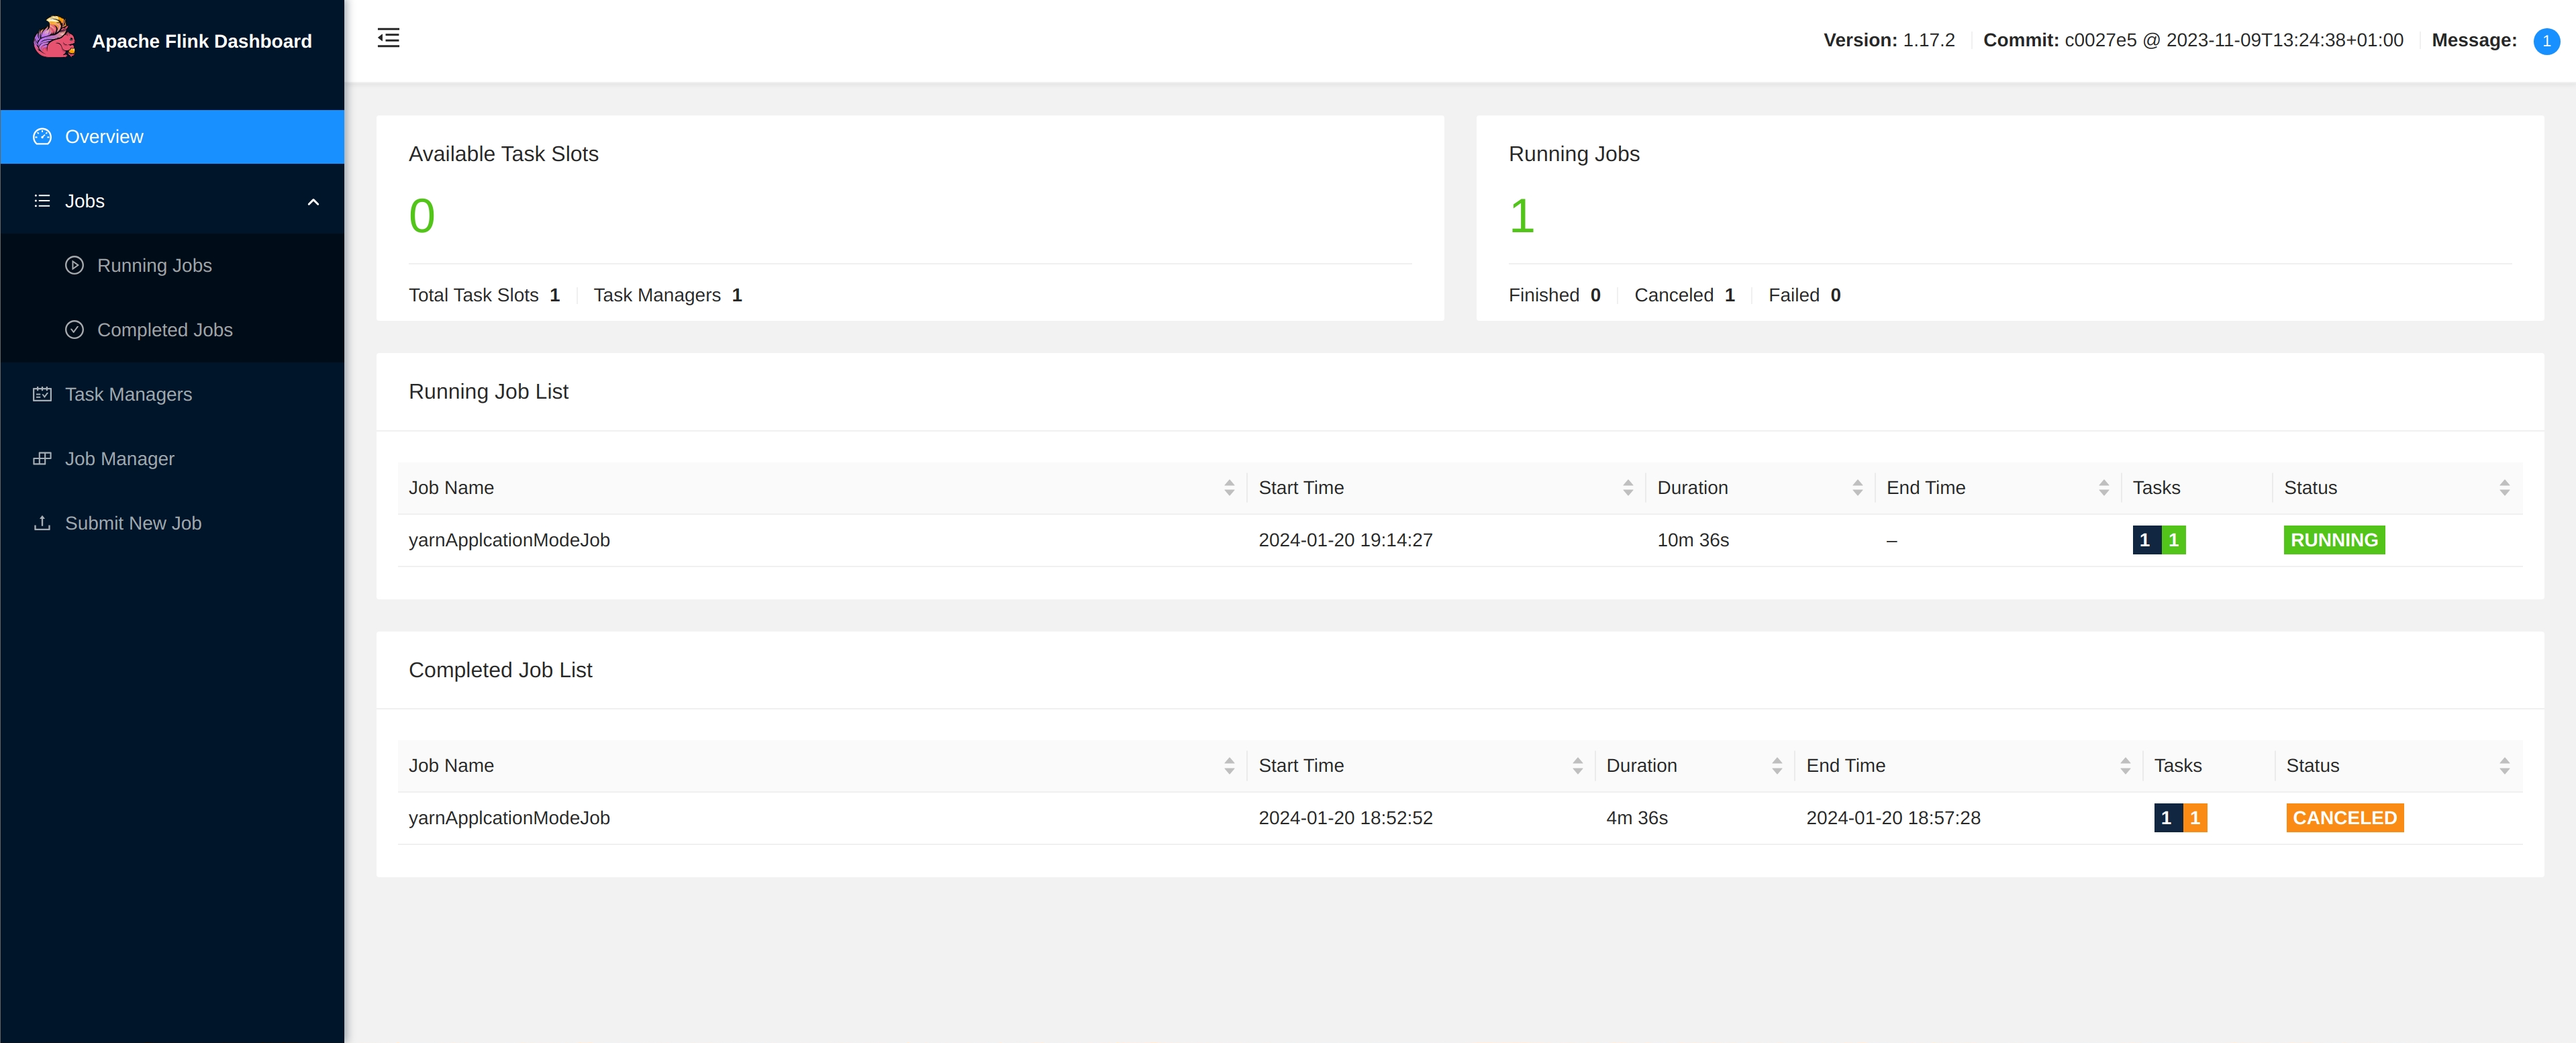 Apache Flink Dashboard
Version: 1.17.2 Commit: c0027e5 @ 2023-11-09T13:24:38+01:00 Message: 1
Overview
Jobs
Running Jobs
Completed Jobs
Task Managers
Job Manager
Submit New Job
Available Task Slots
0
Total Task Slots 1 Task Managers 1
Running Jobs
1
Finished 0 Canceled 1 Failed 0
Running Job List
Job Name Start Time Duration End Time Tasks Status
yarnApplcationModeJob 2024-01-20 19:14:27 10m 36s – 1 1 RUNNING
Completed Job List
Job Name Start Time Duration End Time Tasks Status
yarnApplcationModeJob 2024-01-20 18:52:52 4m 36s 2024-01-20 18:57:28 1 1 CANCELED